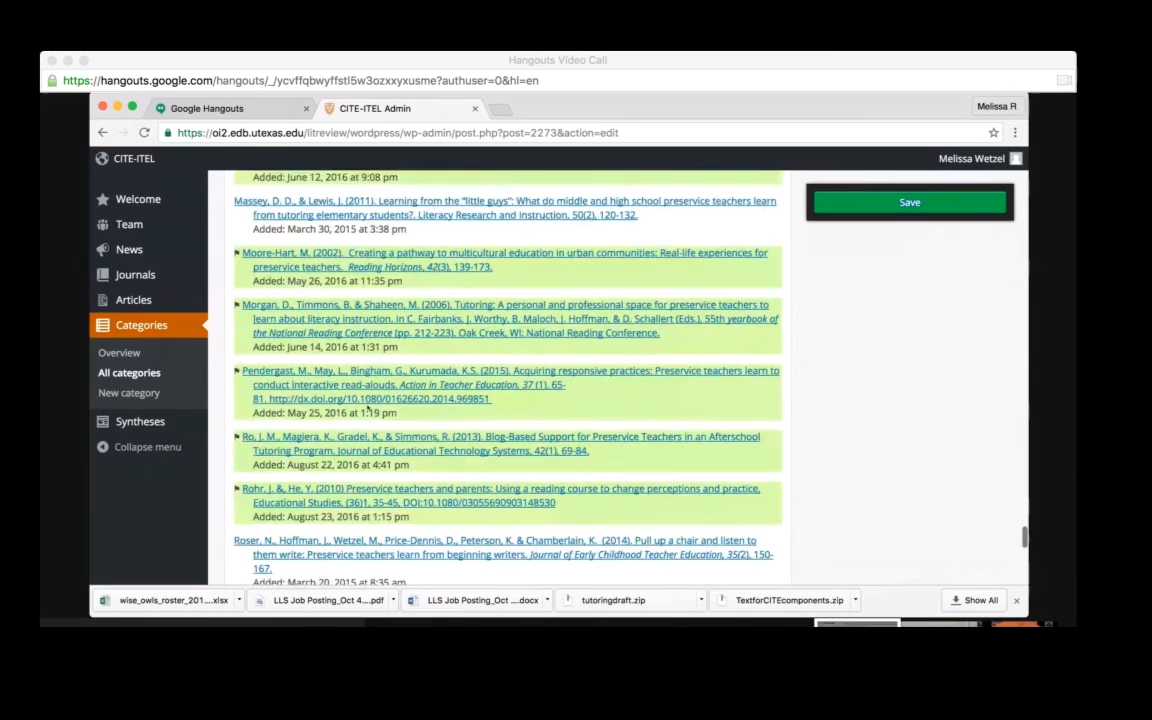 Hangouts Video Call
https://hangouts.google.com/hangouts/_/ycvffqbwyffstl5w3ozxxyxusme?authuser=0&hl=en
Google Hangouts
CITE-ITEL Admin
Melissa R
https://oi2.edb.utexas.edu/litreview/wordpress/wp-admin/post.php?post=2273&action=edit
CITE-ITEL
Melissa Wetzel
Welcome
Team
News
Journals
Articles
Categories
Overview
All categories
New category
Syntheses
Collapse menu
Added: June 12, 2016 at 9:08 pm
Massey, D. D., & Lewis, J. (2011). Learning from the "little guys": What do middle and high school preservice teachers learn
from tutoring elementary students?. Literacy Research and Instruction, 50(2), 120-132.
Added: March 30, 2015 at 3:38 pm
Moore-Hart, M. (2002). Creating a pathway to multicultural education in urban communities: Real-life experiences for
preservice teachers. Reading Horizons, 42(3), 139-173.
Added: May 26, 2016 at 11:35 pm
Morgan, D., Timmons, B. & Shaheen, M. (2006). Tutoring: A personal and professional space for preservice teachers to
learn about literacy instruction. In C. Fairbanks, J. Worthy, B. Maloch, J. Hoffman, & D. Schallert (Eds.), 55th yearbook of
the National Reading Conference (pp. 212-223). Oak Creek, WI: National Reading Conference.
Added: June 14, 2016 at 1:31 pm
Pendergast, M., May, L., Bingham, G., Kurumada, K.S. (2015). Acquiring responsive practices: Preservice teachers learn to
conduct interactive read-alouds. Action in Teacher Education, 37 (1), 65-
81. http://dx.doi.org/10.1080/01626620.2014.969851
Added: May 25, 2016 at 1:19 pm
Ro, J. M., Magiera, K., Gradel, K., & Simmons, R. (2013). Blog-Based Support for Preservice Teachers in an Afterschool
Tutoring Program. Journal of Educational Technology Systems, 42(1), 69-84.
Added: August 22, 2016 at 4:41 pm
Rohr, J. &, He, Y. (2010) Preservice teachers and parents: Using a reading course to change perceptions and practice,
Educational Studies, (36)1, 35-45, DOI:10.1080/03055690903148530
Added: August 23, 2016 at 1:15 pm
Roser, N., Hoffman, J., Wetzel, M., Price-Dennis, D., Peterson, K. & Chamberlain, K. (2014). Pull up a chair and listen to
them write: Preservice teachers learn from beginning writers. Journal of Early Childhood Teacher Education, 35(2), 150-
167.
Added: March 20, 2015 at 8:35 am
Save
wise_owls_roster_201....xlsx
LLS Job Posting_Oct 4....pdf
LLS Job Posting_Oct ....docx
tutoringdraft.zip
TextforCITEcomponents.zip
Show All